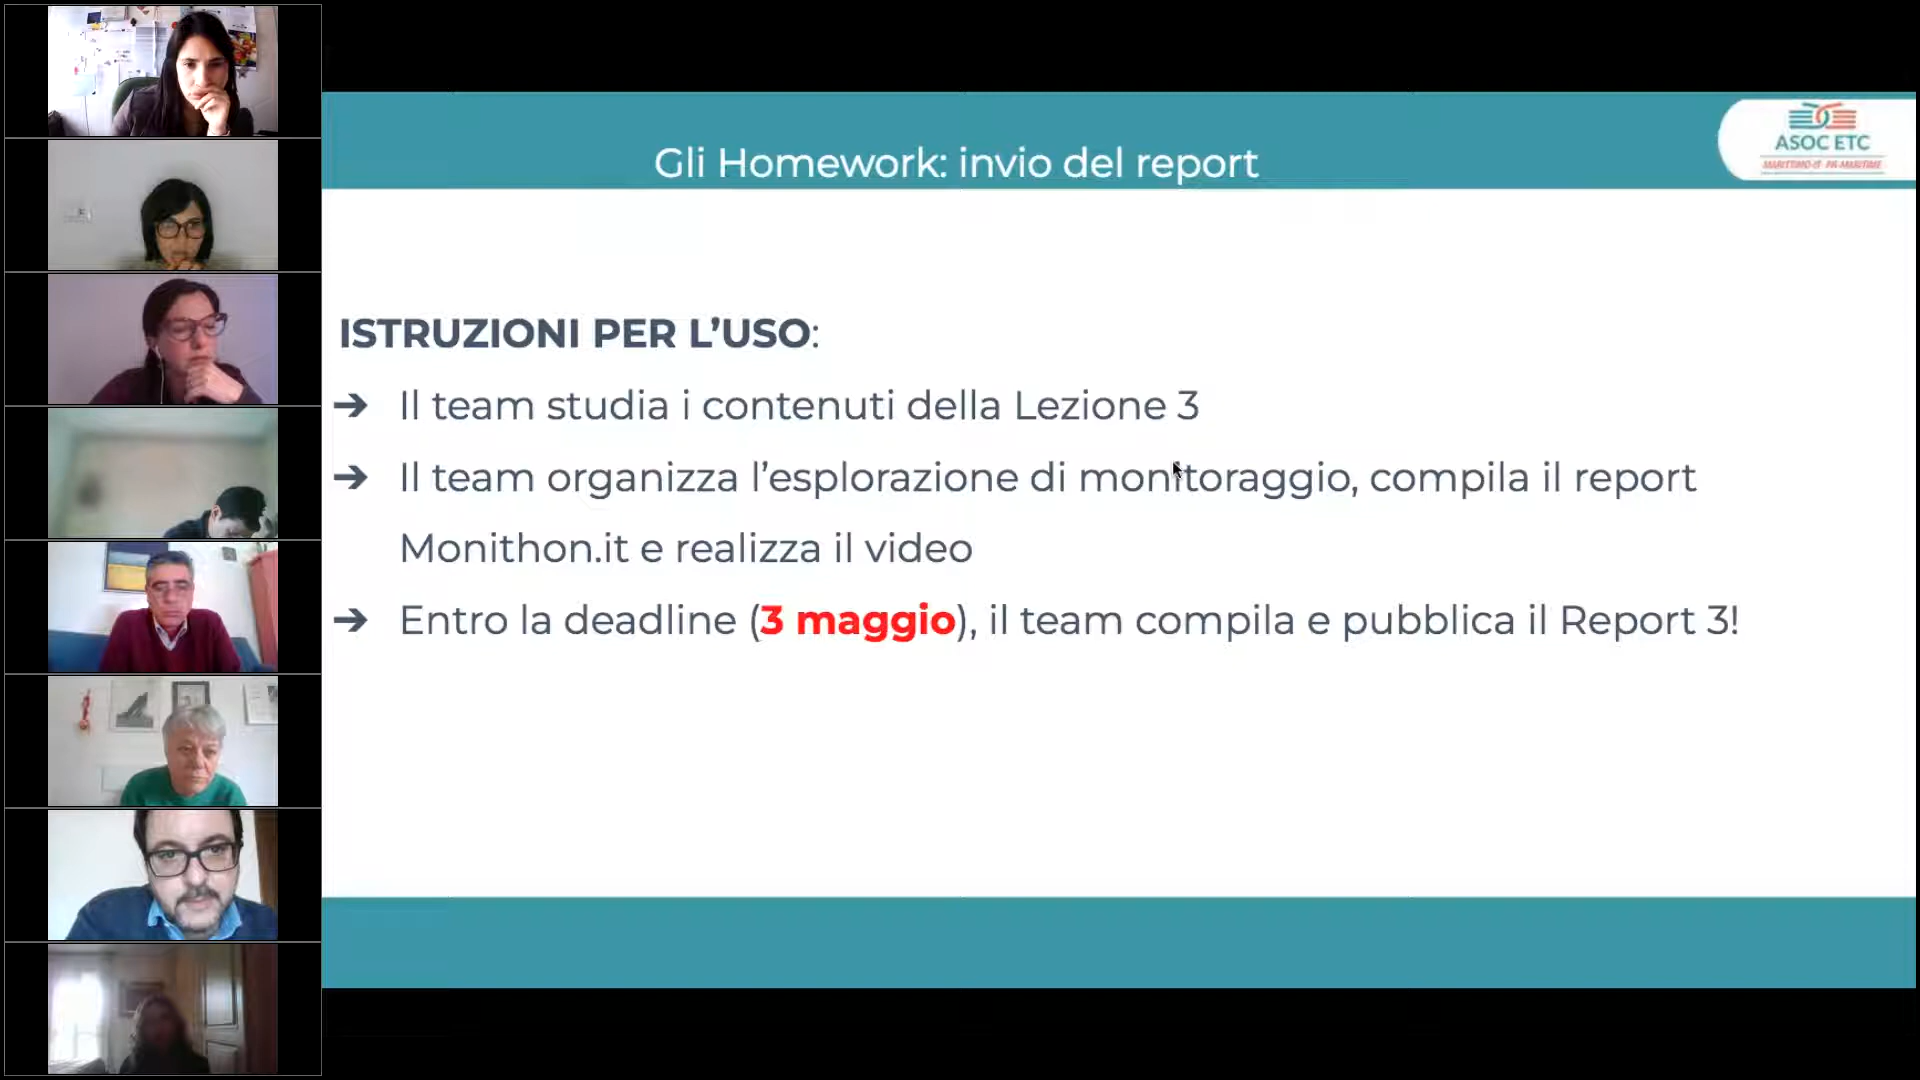 Gli Homework: invio del report
ASOC ETC
MARITTIMO-IT FR-MARITIME
ISTRUZIONI PER L’USO:
➔ Il team studia i contenuti della Lezione 3
➔ Il team organizza l’esplorazione di monitoraggio, compila il report
Monithon.it e realizza il video
➔ Entro la deadline (3 maggio), il team compila e pubblica il Report 3!